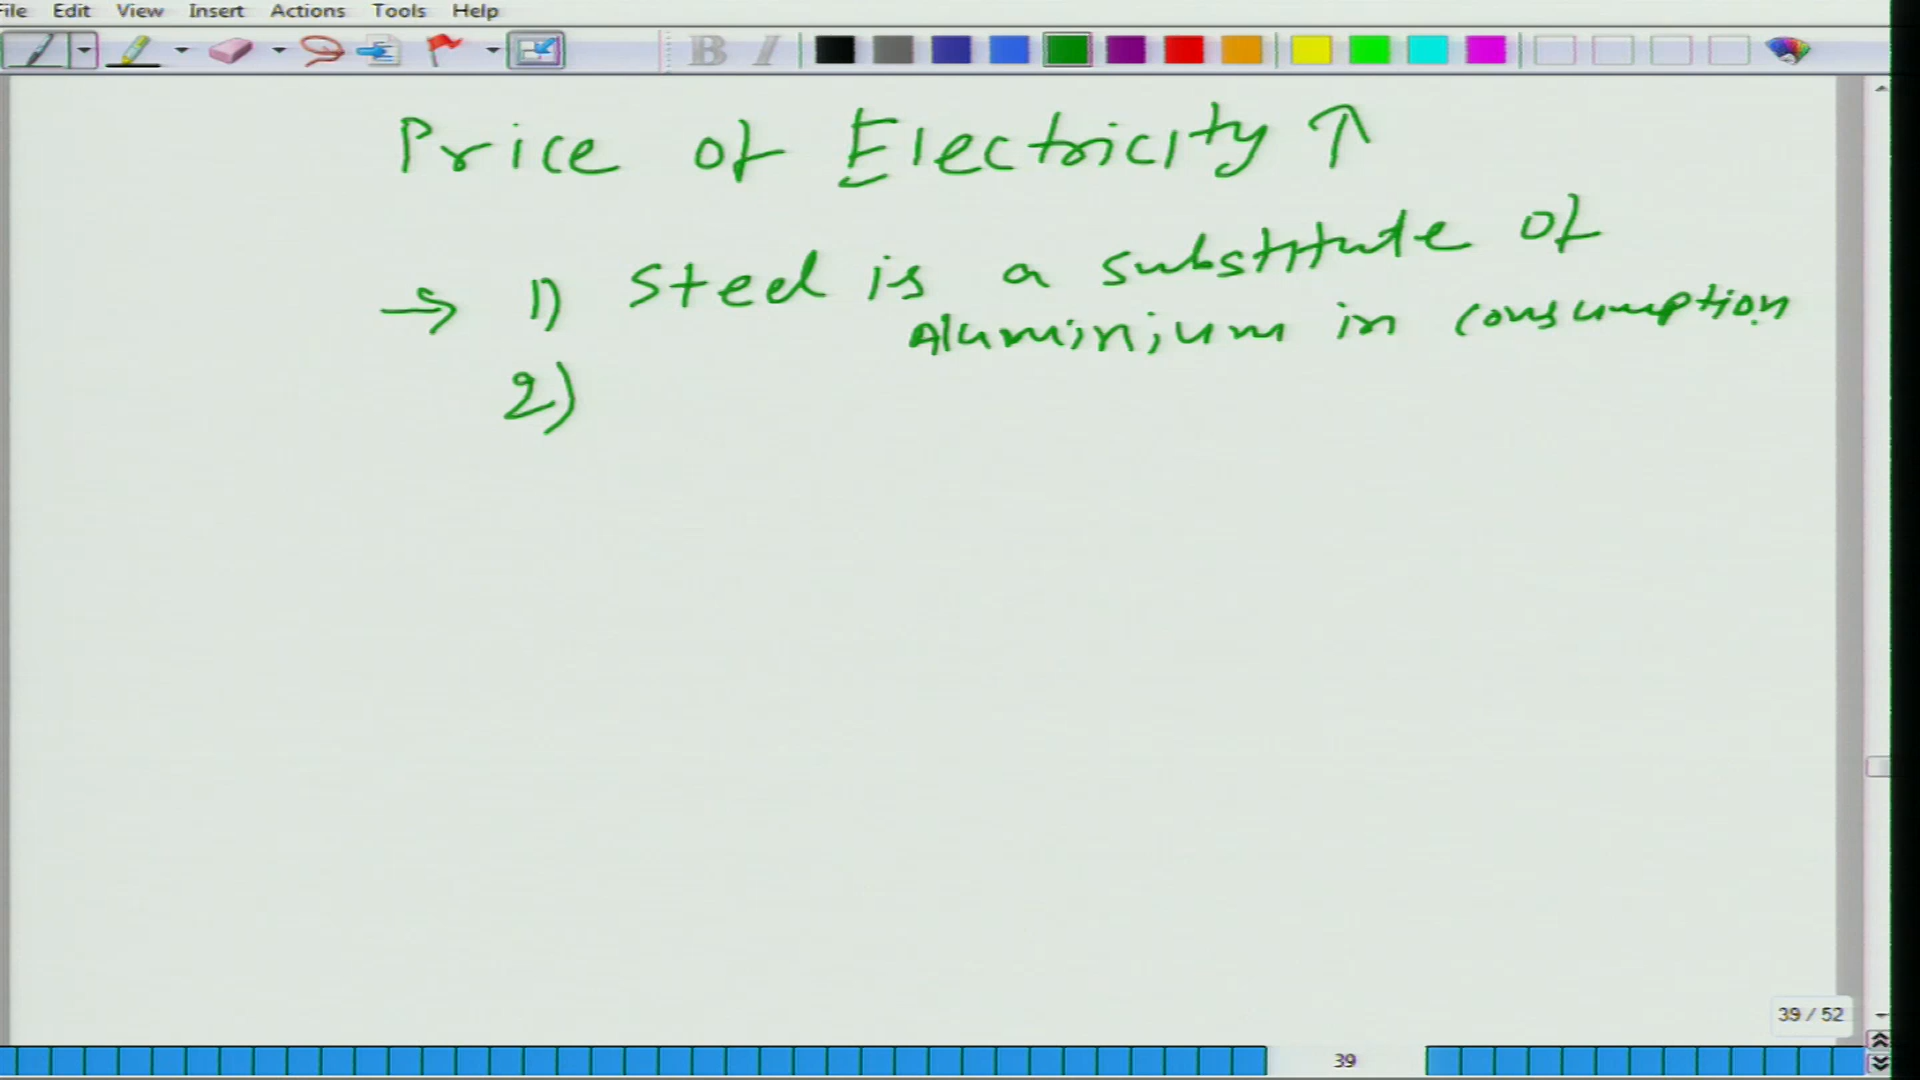 File Edit View Insert Actions Tools Help
B I
Price of Electricity ↑
→ 1) Steel is a substitute of
Aluminium in consumption
2)
39 / 52
39